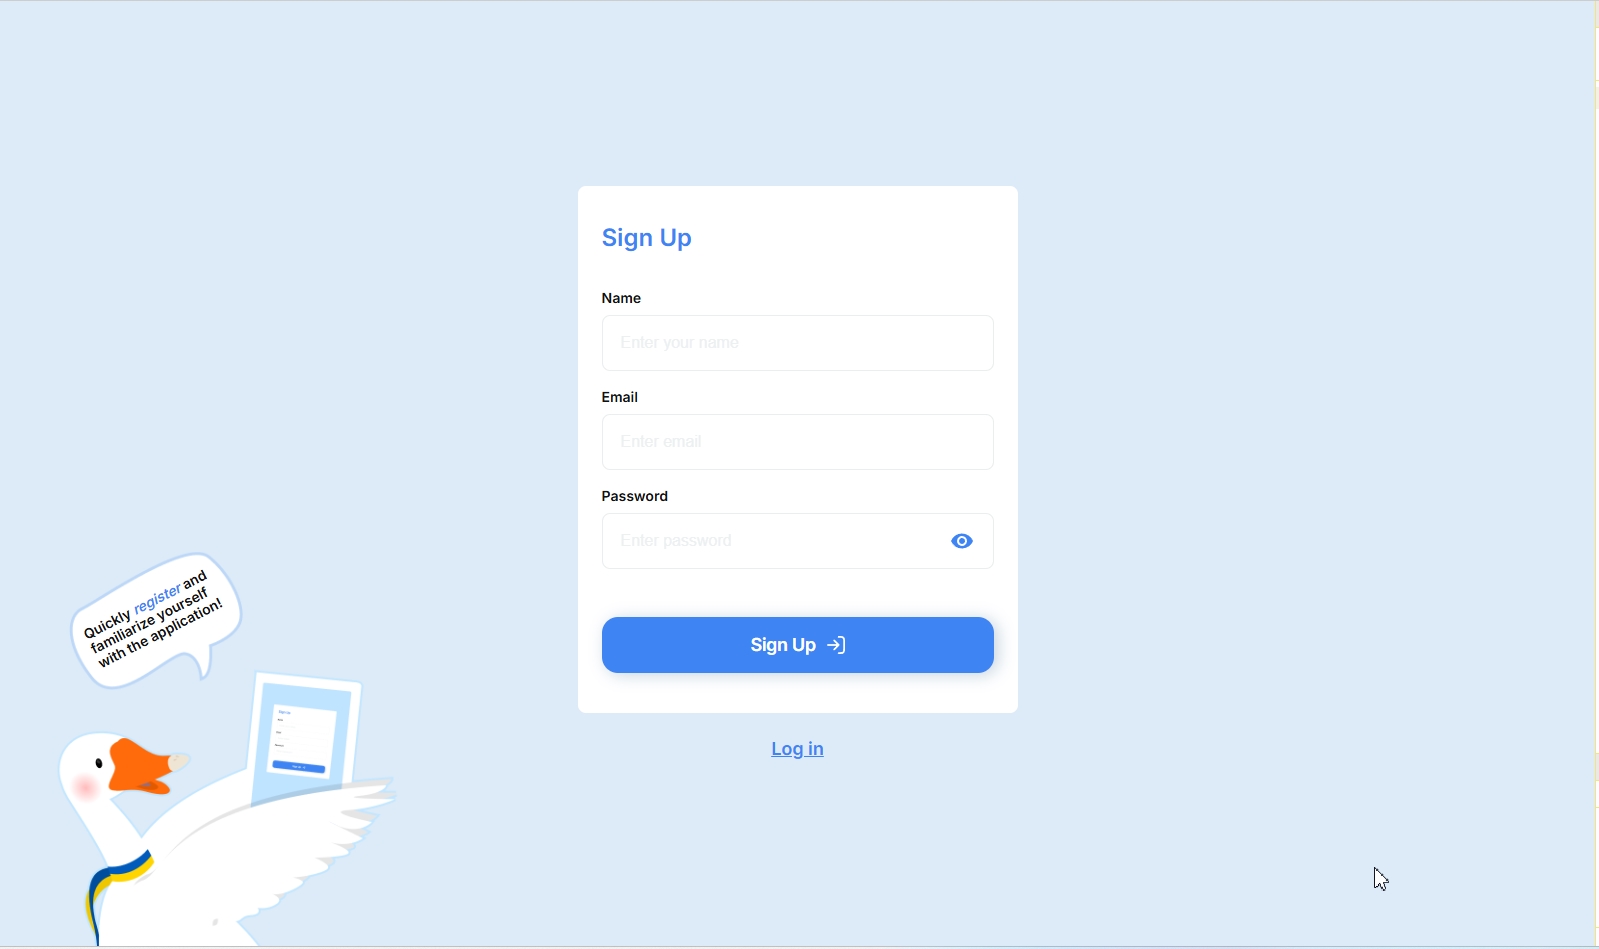 Sign Up
Name
Enter your name
Email
Enter email
Password
Enter password
Sign Up
Log in
Quickly register and
familiarize yourself
with the application!